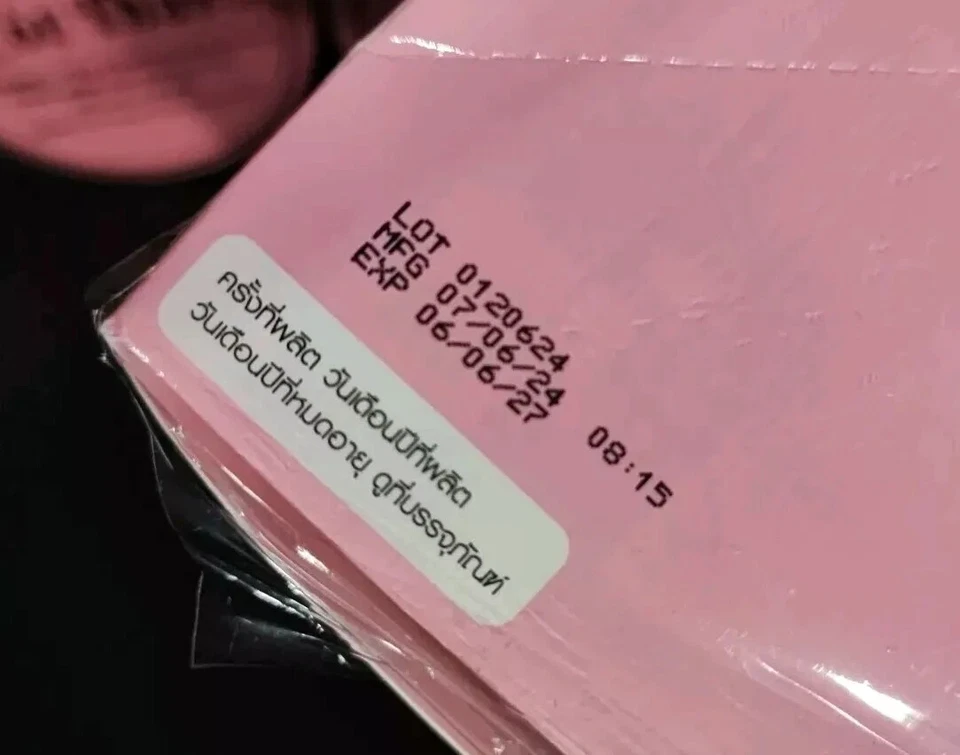 LOT 0120624
MFG 07/06/24 08:15
EXP 06/06/27
ครั้งที่ผลิต วันเดือนปีที่ผลิต
วันเดือนปีที่หมดอายุ ดูที่บรรจุภัณฑ์